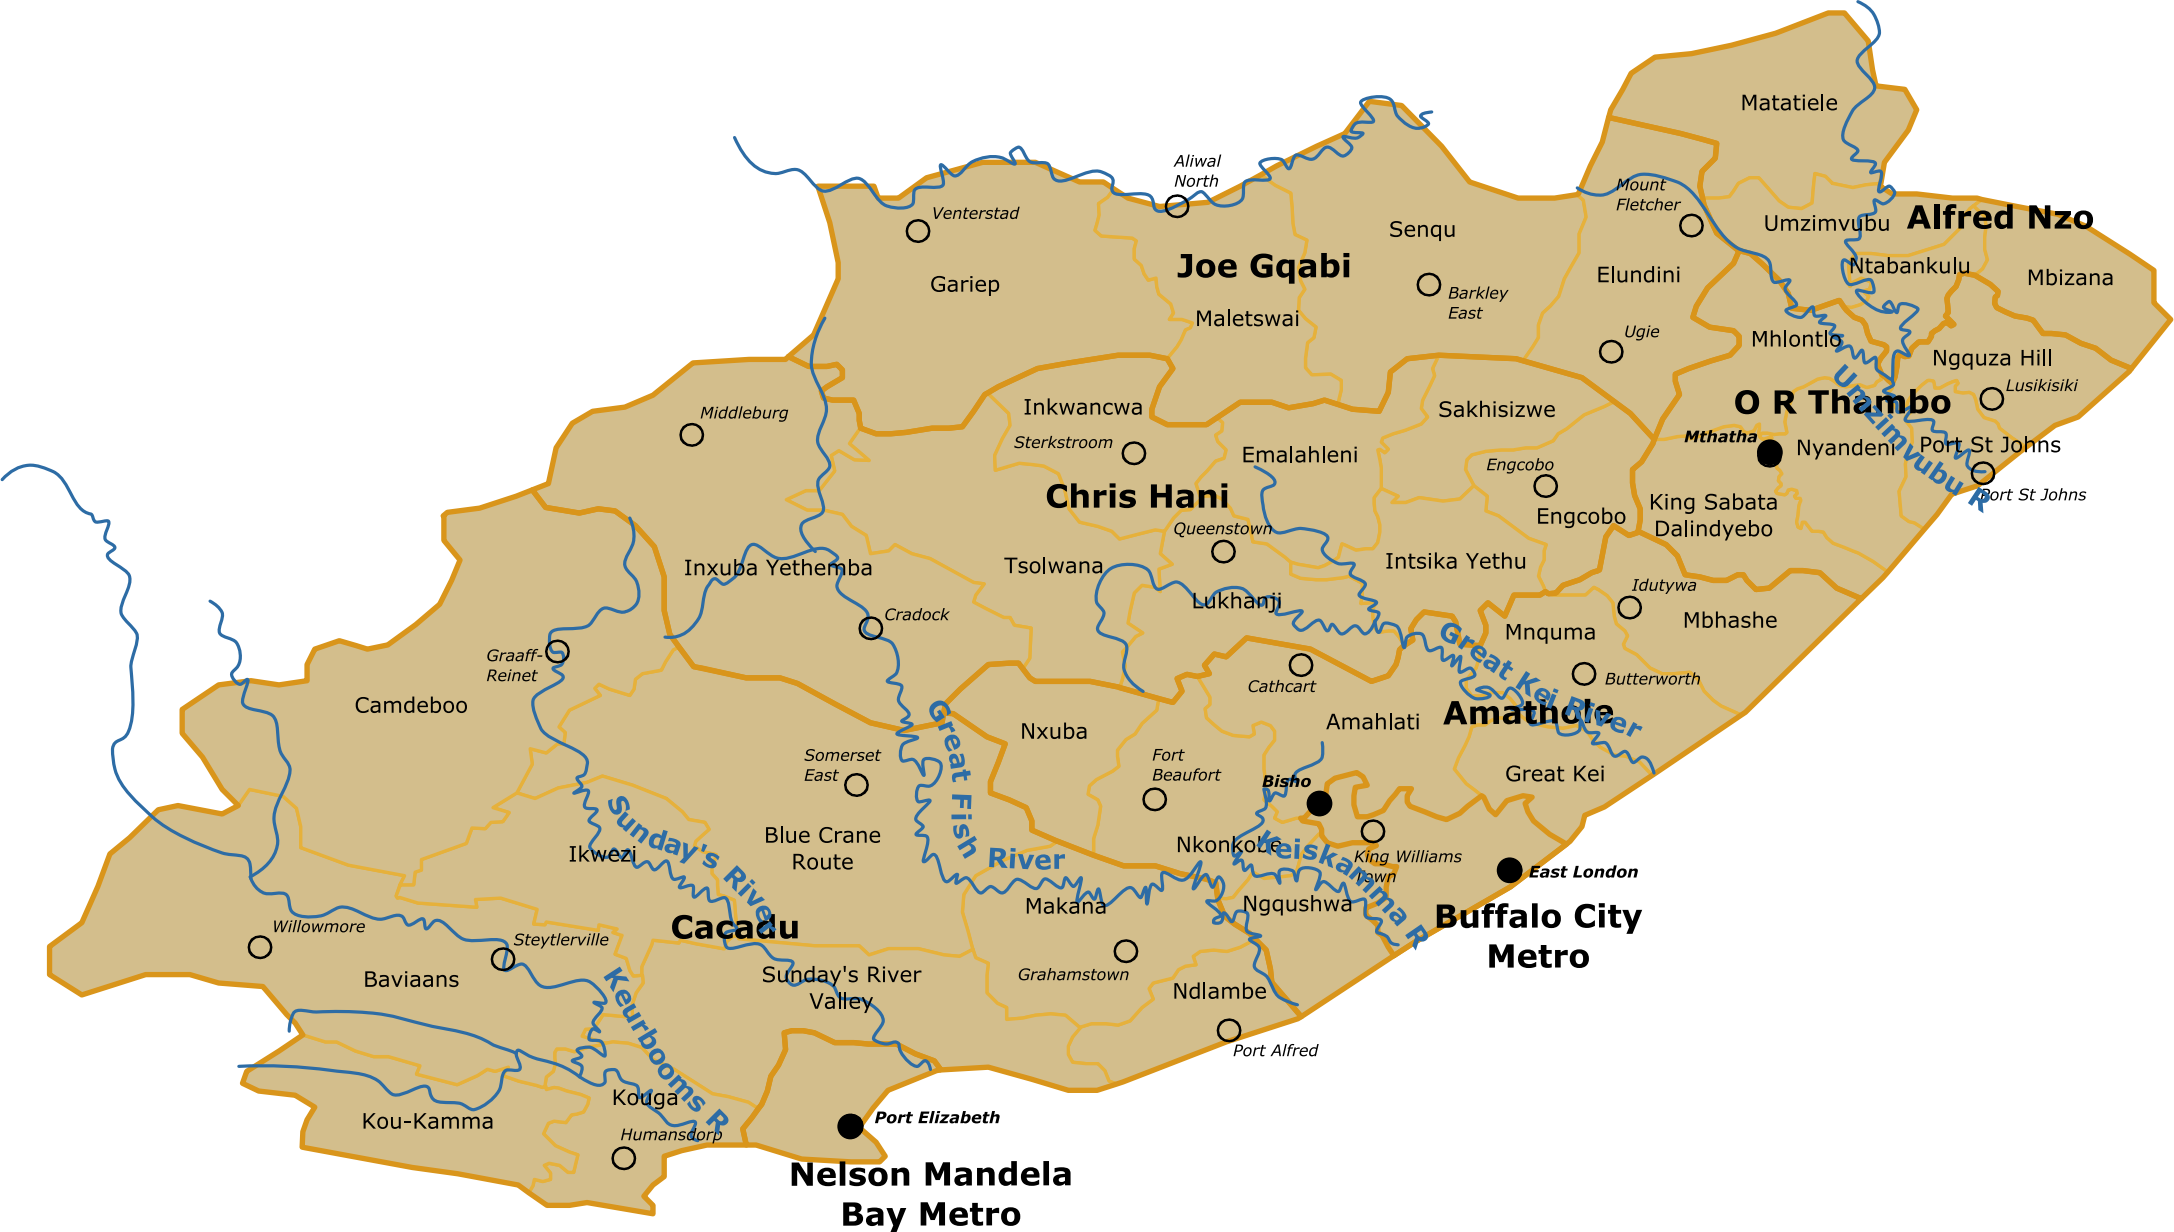 Matatiele
Aliwal
North
Mount
Fletcher
Venterstad
Umzimvubu
Alfred Nzo
Senqu
Joe Gqabi
Elundini
Ntabankulu
Mbizana
Gariep
Barkley
East
Maletswai
Ugie
Mhlontlo
Ngquza Hill
Lusikisiki
Middleburg
Inkwancwa
Sakhisizwe
O R Thambo
Umzimvubu R
Sterkstroom
Emalahleni
Mthatha
Nyandeni
Port St Johns
Engcobo
Port St Johns
Chris Hani
King Sabata
Dalindyebo
Queenstown
Engcobo
Inxuba Yethemba
Tsolwana
Intsika Yethu
Idutywa
Lukhanji
Cradock
Mnquma
Mbhashe
Graaff-
Reinet
Great Kei River
Cathcart
Butterworth
Camdeboo
Nxuba
Amahlati
Amathole
Great Fish
River
Somerset
East
Fort
Beaufort
Bisho
Great Kei
Sunday's River
Blue Crane
Route
Ikwezi
Nkonkobe
Keiskamma R
King Williams
Town
East London
Makana
Ngqushwa
Buffalo City
Metro
Cacadu
Willowmore
Steytlerville
Baviaans
Sunday's River
Valley
Grahamstown
Ndlambe
Keurbooms R
Port Alfred
Kouga
Kou-Kamma
Humansdorp
Port Elizabeth
Nelson Mandela
Bay Metro